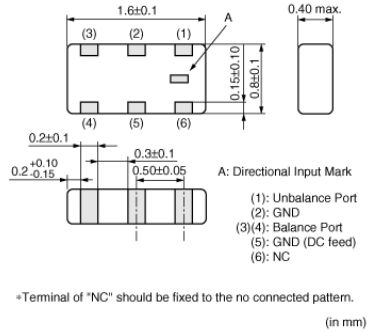 1.6±0.1
A
0.40 max.
(3) (2) (1)
0.15±0.10
0.8±0.1
(4) (5) (6)
0.2±0.1
0.3±0.1
0.2 +0.10 -0.15
0.50±0.05
A: Directional Input Mark
(1): Unbalance Port
(2): GND
(3)(4): Balance Port
(5): GND (DC feed)
(6): NC
*Terminal of "NC" should be fixed to the no connected pattern.
(in mm)